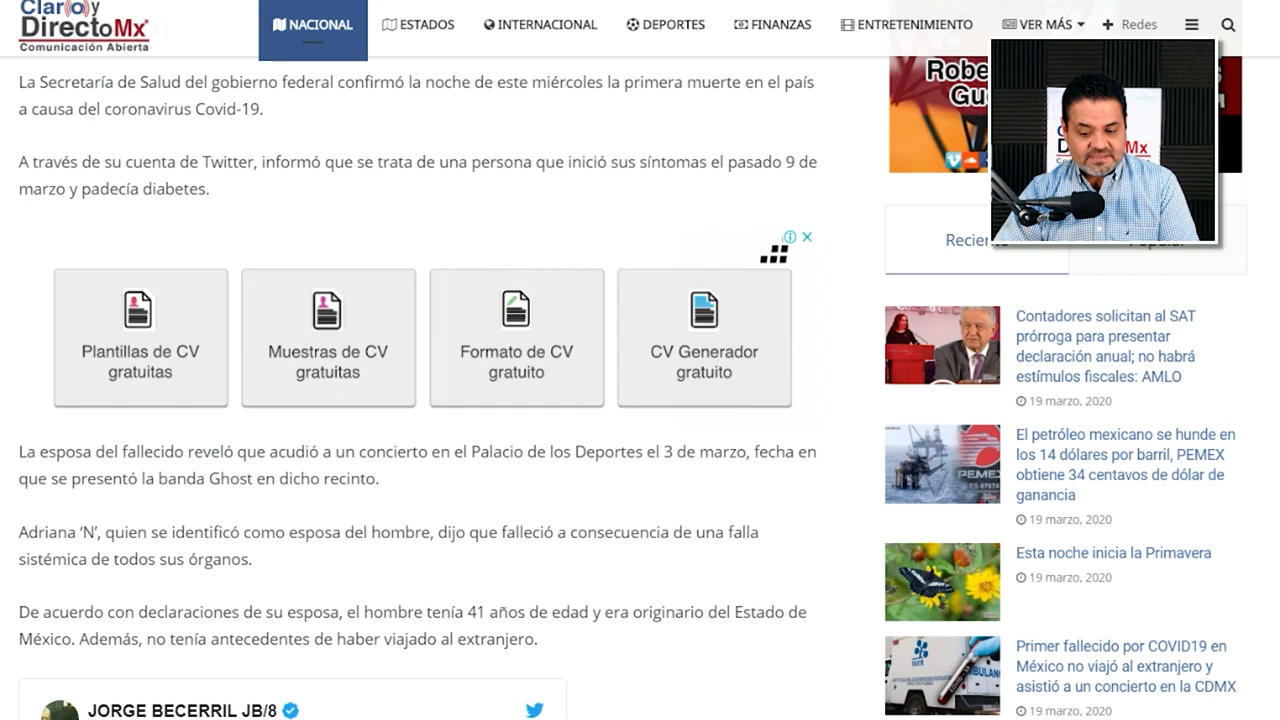 Claro y
DirectoMx
Comunicación Abierta
NACIONAL
ESTADOS
INTERNACIONAL
DEPORTES
FINANZAS
ENTRETENIMIENTO
VER MÁS
Redes
La Secretaría de Salud del gobierno federal confirmó la noche de este miércoles la primera muerte en el país
a causa del coronavirus Covid-19.
A través de su cuenta de Twitter, informó que se trata de una persona que inició sus síntomas el pasado 9 de
marzo y padecía diabetes.
Plantillas de CV
gratuitas
Muestras de CV
gratuitas
Formato de CV
gratuito
CV Generador
gratuito
La esposa del fallecido reveló que acudió a un concierto en el Palacio de los Deportes el 3 de marzo, fecha en
que se presentó la banda Ghost en dicho recinto.
Adriana ‘N’, quien se identificó como esposa del hombre, dijo que falleció a consecuencia de una falla
sistémica de todos sus órganos.
De acuerdo con declaraciones de su esposa, el hombre tenía 41 años de edad y era originario del Estado de
México. Además, no tenía antecedentes de haber viajado al extranjero.
JORGE BECERRIL JB/8
Contadores solicitan al SAT
prórroga para presentar
declaración anual; no habrá
estímulos fiscales: AMLO
19 marzo, 2020
El petróleo mexicano se hunde en
los 14 dólares por barril, PEMEX
obtiene 34 centavos de dólar de
ganancia
19 marzo, 2020
PEMEX
Esta noche inicia la Primavera
19 marzo, 2020
Primer fallecido por COVID19 en
México no viajó al extranjero y
asistió a un concierto en la CDMX
19 marzo, 2020